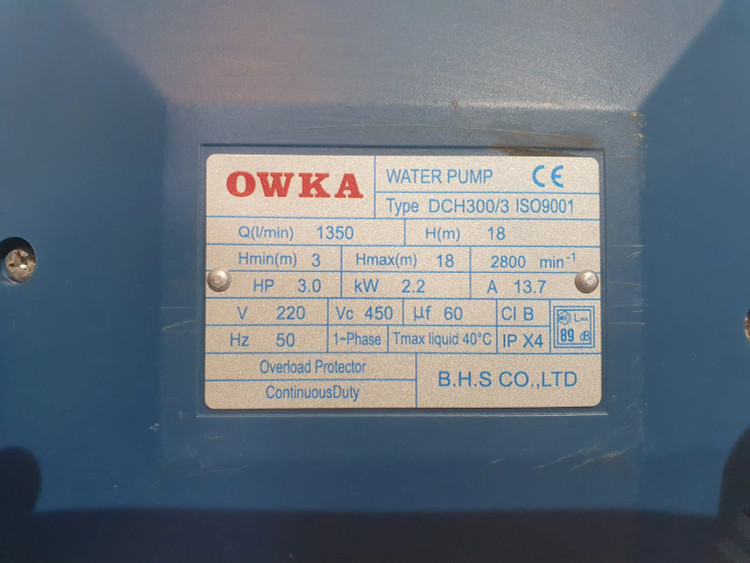 OWKA
WATER PUMP CE
Type DCH300/3 ISO9001
Q(l/min) 1350 H(m) 18
Hmin(m) 3 Hmax(m) 18 2800 min-1
HP 3.0 kW 2.2 A 13.7
V 220 Vc 450 µf 60 Cl B
Hz 50 1~Phase Tmax liquid 40°C IP X4
89 dB
Overload Protector
ContinuousDuty
B.H.S CO.,LTD